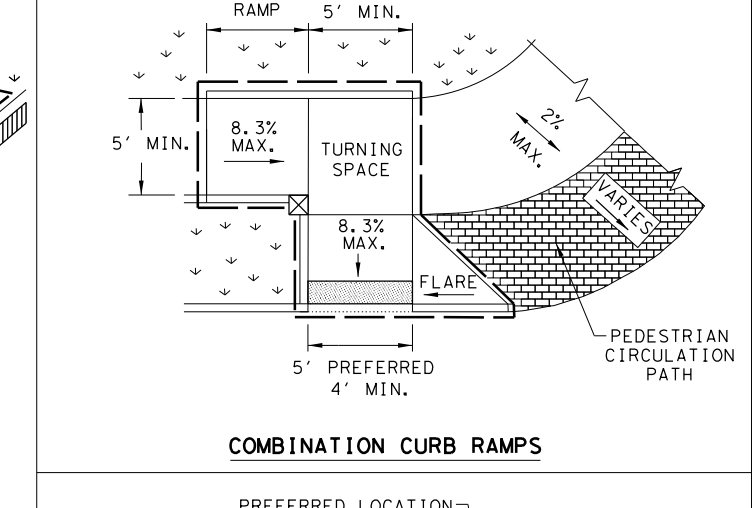 RAMP
5' MIN.
5' MIN.
8.3%
MAX.
TURNING
SPACE
2%
MAX.
VARIES
8.3%
MAX.
FLARE
5' PREFERRED
4' MIN.
PEDESTRIAN
CIRCULATION
PATH
COMBINATION CURB RAMPS
PREFERRED LOCATION